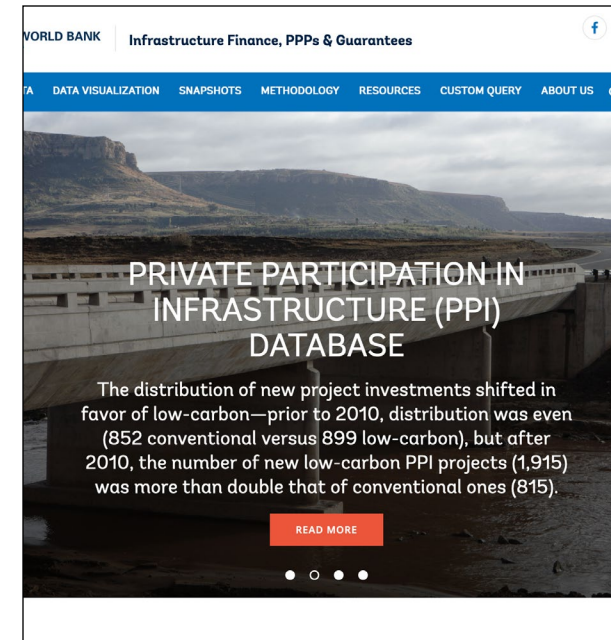 WORLD BANK
Infrastructure Finance, PPPs & Guarantees
DATA VISUALIZATION SNAPSHOTS METHODOLOGY RESOURCES CUSTOM QUERY ABOUT US
PRIVATE PARTICIPATION IN
INFRASTRUCTURE (PPI)
DATABASE
The distribution of new project investments shifted in
favor of low-carbon—prior to 2010, distribution was even
(852 conventional versus 899 low-carbon), but after
2010, the number of new low-carbon PPI projects (1,915)
was more than double that of conventional ones (815).
READ MORE